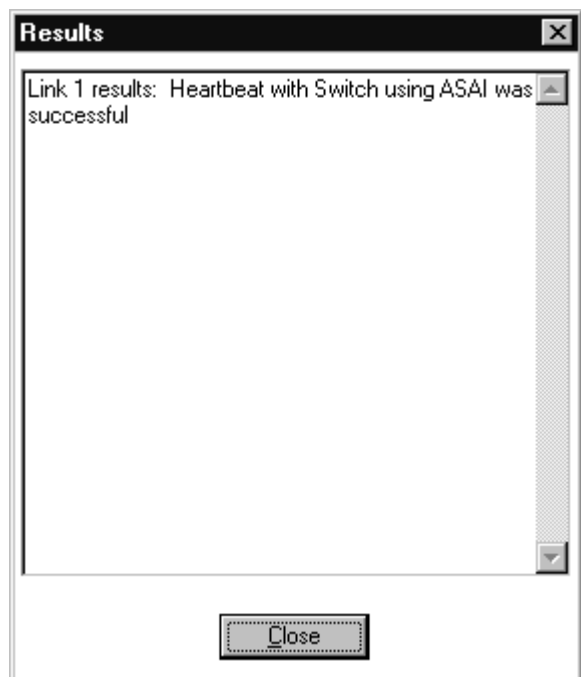 Results
Link 1 results:  Heartbeat with Switch using ASAI was
successful
Close